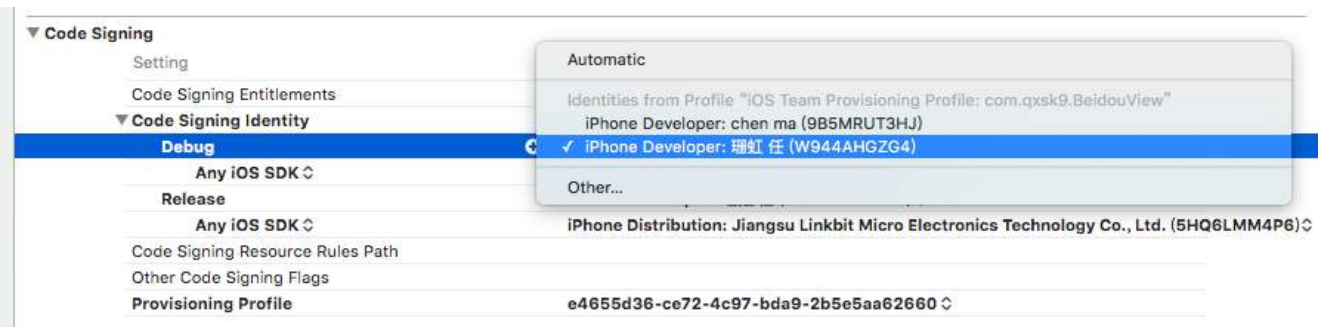 Code Signing
Setting
Automatic
Code Signing Entitlements
Identities from Profile "iOS Team Provisioning Profile: com.qxsk9.BeidouView"
Code Signing Identity
iPhone Developer: chen ma (9B5MRUT3HJ)
Debug
✓ iPhone Developer: 珊虹 任 (W944AHGZG4)
Any iOS SDK
Other...
Release
Any iOS SDK
iPhone Distribution: Jiangsu Linkbit Micro Electronics Technology Co., Ltd. (5HQ6LMM4P6)
Code Signing Resource Rules Path
Other Code Signing Flags
Provisioning Profile
e4655d36-ce72-4c97-bda9-2b5e5aa62660